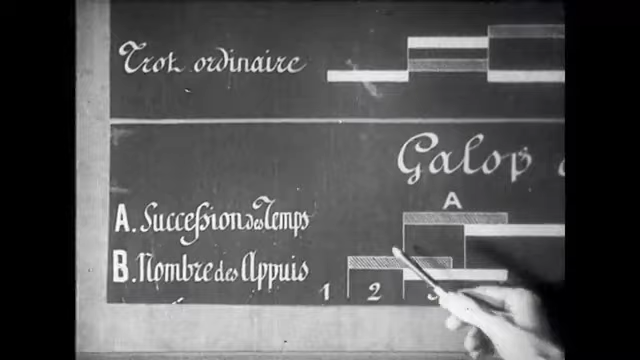 Trot ordinaire
Galop
A
A. Succession des Temps
B. Nombre des Appuis
1 2 3